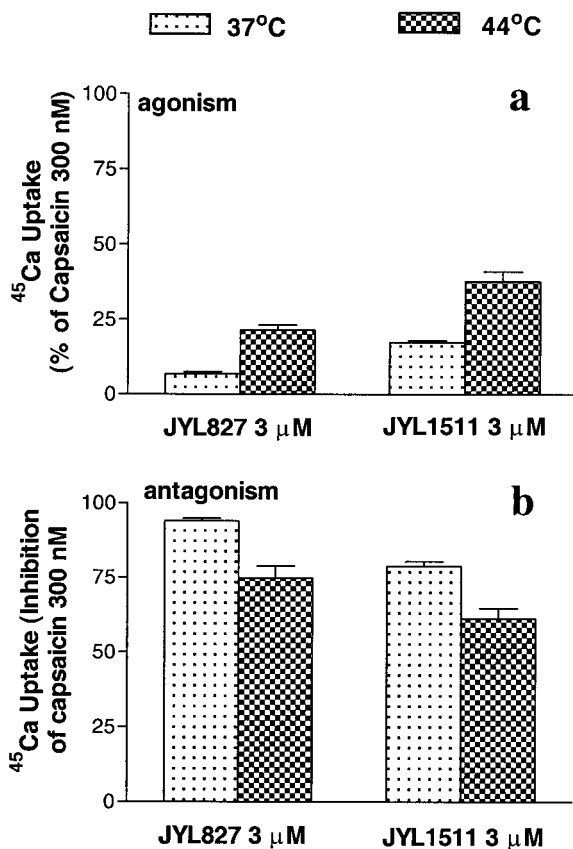 37°C 44°C
agonism a
100
75
50
25
0
⁴⁵Ca Uptake
(% of Capsaicin 300 nM)
JYL827 3 μM JYL1511 3 μM
antagonism b
100
75
50
25
0
⁴⁵Ca Uptake (Inhibition
of capsaicin 300 nM
JYL827 3 μM JYL1511 3 μM